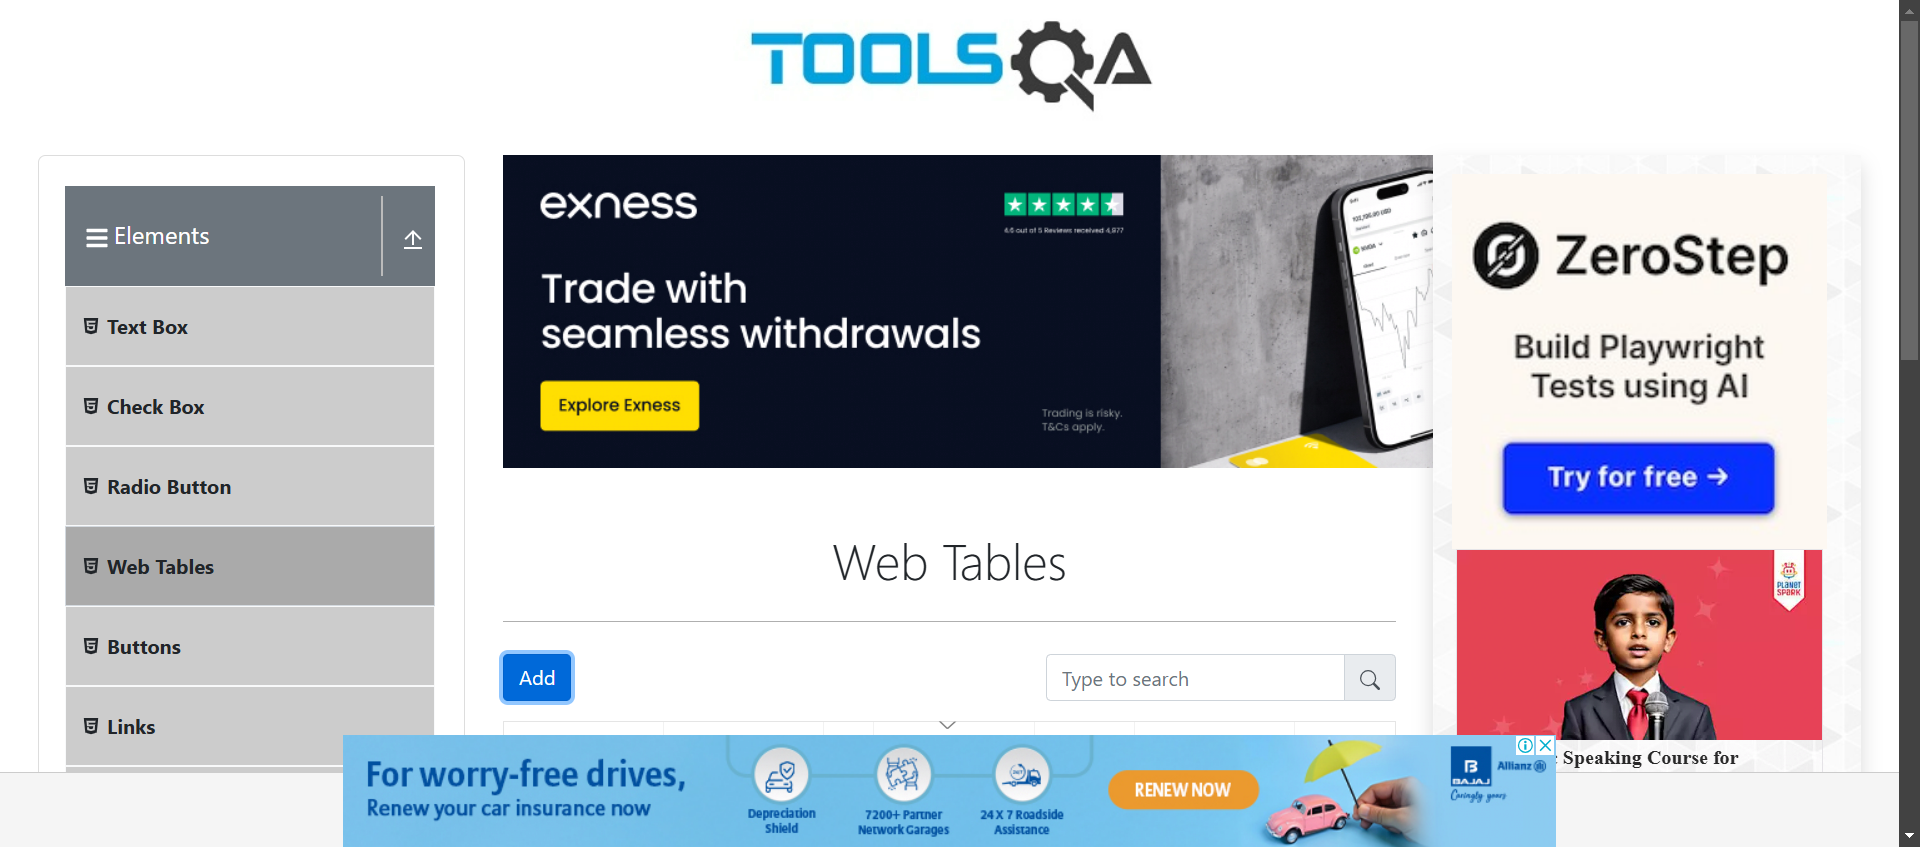 TOOLSQA
Elements
Text Box
Check Box
Radio Button
Web Tables
Buttons
Links
exness
4.6 out of 5 Reviews received 4,977
Trade with
seamless withdrawals
Explore Exness
Trading is risky.
T&Cs apply.
Web Tables
Add
Type to search
ZeroStep
Build Playwright
Tests using AI
Try for free →
PLANET
SPARK
Speaking Course for
For worry-free drives,
Renew your car insurance now
Depreciation
Shield
7200+ Partner
Network Garages
24 X 7 Roadside
Assistance
RENEW NOW
BAJAJ
Allianz
Caringly yours